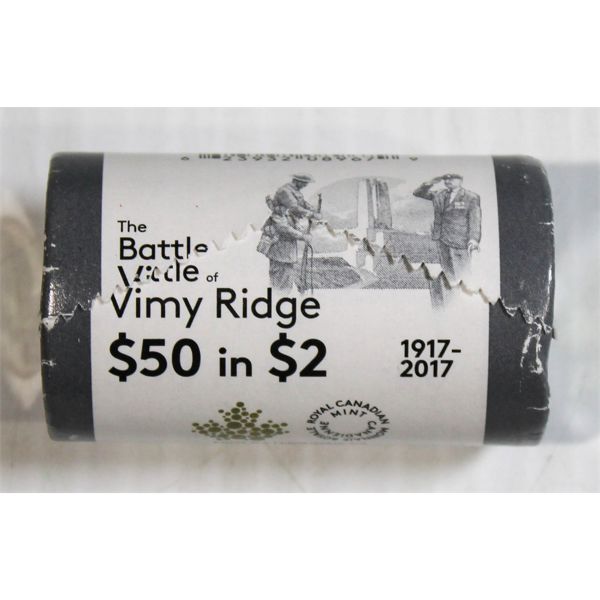 The
Battle
of
Vimy Ridge
$50 in $2
1917-
2017
ROYAL CANADIAN
MINT